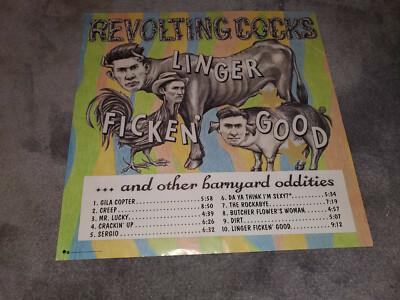 REVOLTING COCKS
LINGER
FICKEN' GOOD
... and other barnyard oddities
1. GILA COPTER 5:58
2. CREEP 8:50
3. MR. LUCKY 4:39
4. CRACKIN' UP 6:26
5. SERGIO 6:32
6. DA YA THINK I'M SEXY?* 5:34
7. THE ROCKABYE 7:19
8. BUTCHER FLOWER'S WOMAN 4:57
9. DIRT 5:07
10. LINGER FICKEN' GOOD 9:12